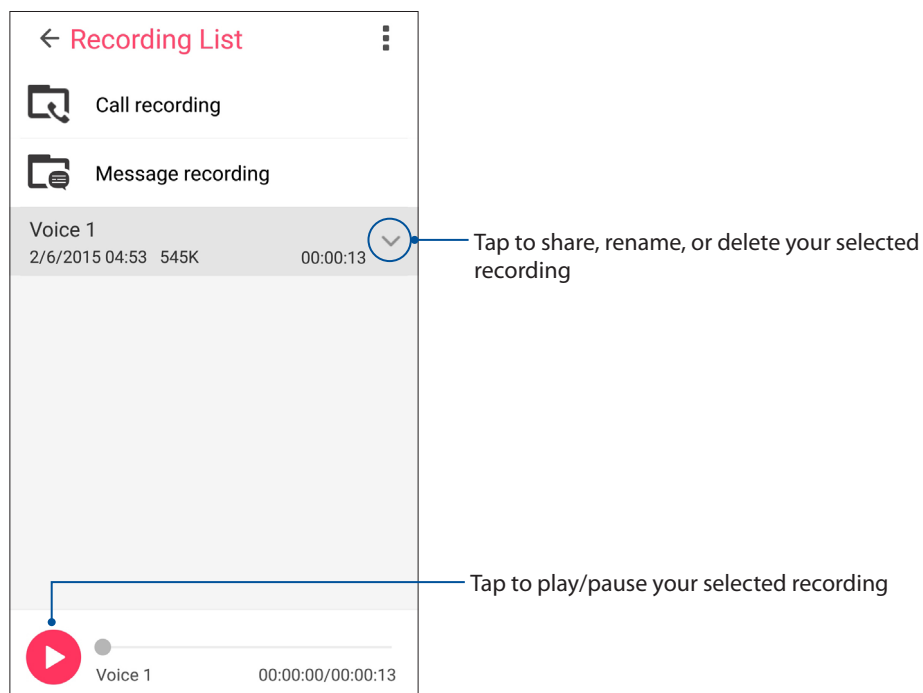 Recording List
Call recording
Message recording
Voice 1
2/6/2015 04:53 545K 00:00:13
Tap to share, rename, or delete your selected
recording
Tap to play/pause your selected recording
Voice 1 00:00:00/00:00:13